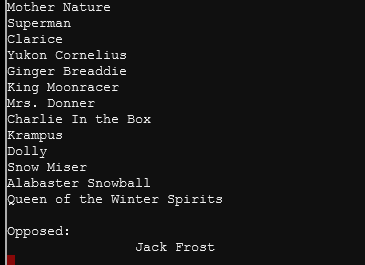 Mother Nature
Superman
Clarice
Yukon Cornelius
Ginger Breaddie
King Moonracer
Mrs. Donner
Charlie In the Box
Krampus
Dolly
Snow Miser
Alabaster Snowball
Queen of the Winter Spirits
Opposed:
Jack Frost